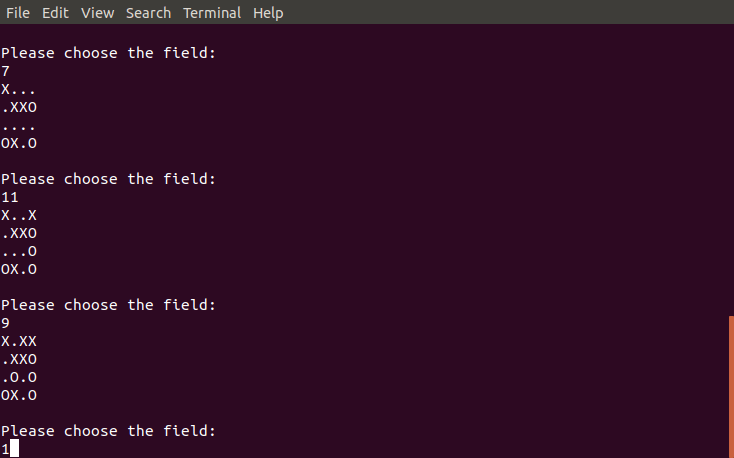 File Edit View Search Terminal Help
Please choose the field:
7
X...
.XXO
....
OX.O
Please choose the field:
11
X..X
.XXO
...O
OX.O
Please choose the field:
9
X.XX
.XXO
.O.O
OX.O
Please choose the field:
1